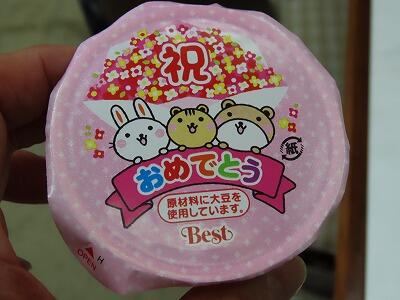 祝
おめでとう
原材料に大豆を
使用しています。
紙
Best
OPEN
H